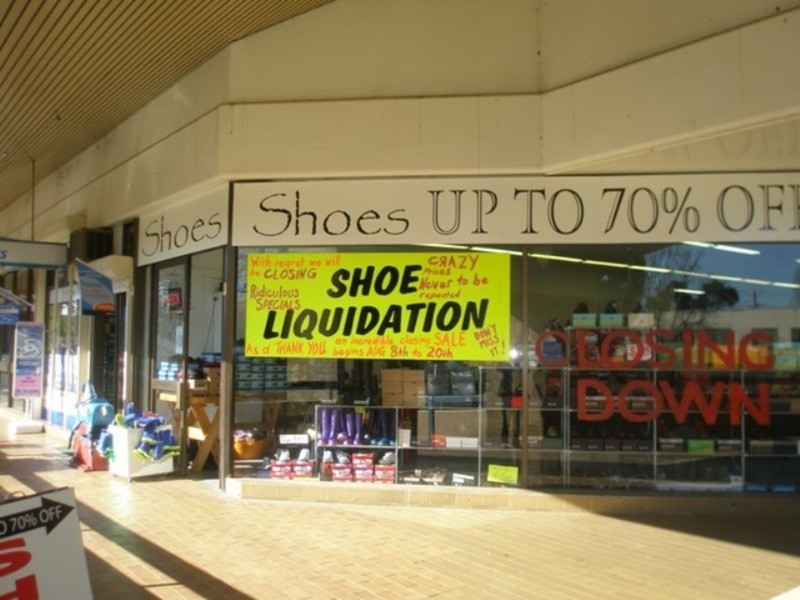 Shoes
Shoes UP TO 70% OFF
With regret we will
be CLOSING
Ridiculous
SPECIALS
SHOE
LIQUIDATION
CRAZY
Prices
Never to be
repeated
As a THANK YOU an incredible closing SALE
begins AUG 8th to 20th
DON'T
MISS
IT!
CLOSING
DOWN
O 70% OFF